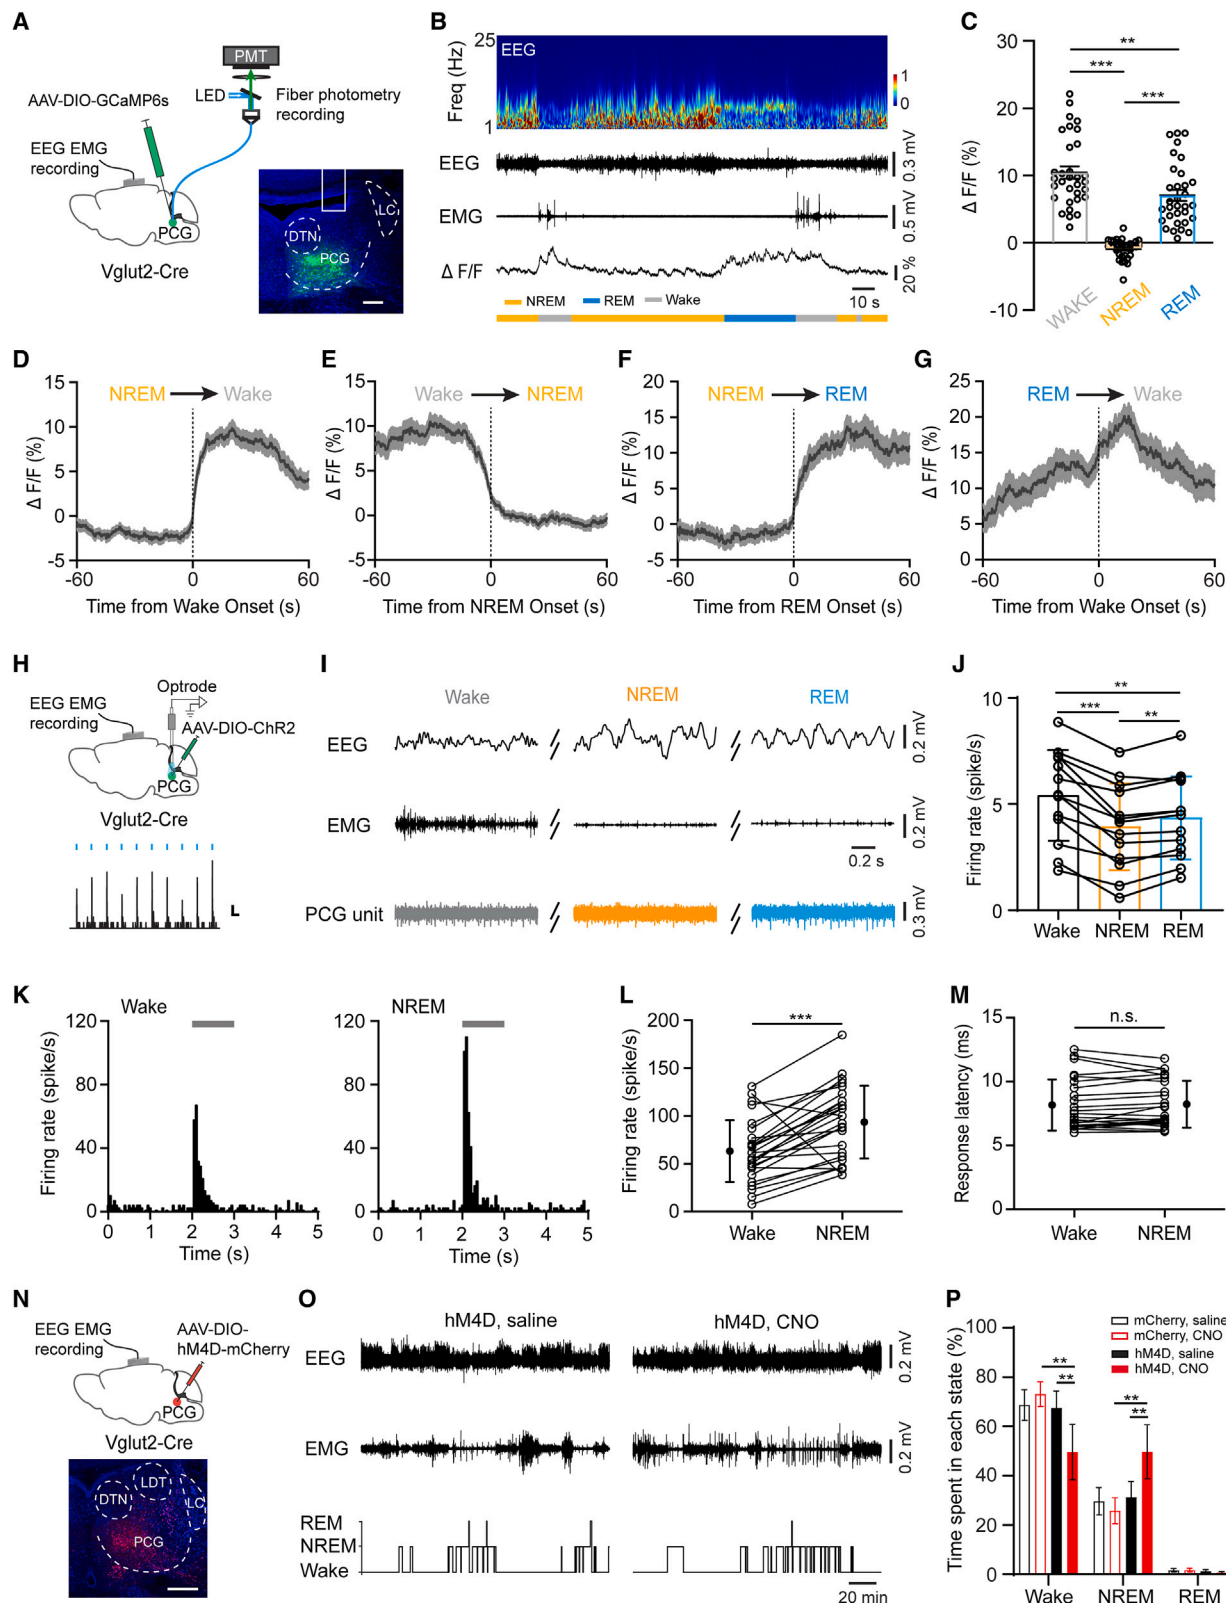 A
PMT
AAV-DIO-GCaMP6s
LED
Fiber photometry
recording
EEG EMG
recording
PCG
Vglut2-Cre
DTN
LC
PCG
B
25
EEG
Freq (Hz)
1
1
0
EEG
0.3 mV
EMG
0.5 mV
Δ F/F
20 %
10 s
NREM
REM
Wake
C
**
***
***
Δ F/F (%)
30
20
10
0
-10
WAKE
NREM
REM
D
NREM
Wake
Δ F/F (%)
15
10
5
0
-5
-60
0
60
Time from Wake Onset (s)
E
Wake
NREM
Δ F/F (%)
15
10
5
0
-5
-60
0
60
Time from NREM Onset (s)
F
NREM
REM
Δ F/F (%)
20
15
10
5
0
-5
-60
0
60
Time from REM Onset (s)
G
REM
Wake
Δ F/F (%)
25
20
15
10
5
0
-60
0
60
Time from Wake Onset (s)
H
Optrode
EEG EMG
recording
AAV-DIO-ChR2
PCG
Vglut2-Cre
I
Wake
NREM
REM
EEG
0.2 mV
EMG
0.2 mV
0.2 s
PCG unit
0.3 mV
J
**
***
**
Firing rate (spike/s)
10
5
0
Wake
NREM
REM
K
Wake
Firing rate (spike/s)
120
80
40
0
0
1
2
3
4
5
Time (s)
NREM
120
80
40
0
0
1
2
3
4
5
Time (s)
L
***
Firing rate (spike/s)
200
150
100
50
0
Wake
NREM
M
n.s.
Response latency (ms)
15
10
5
0
Wake
NREM
N
EEG EMG
recording
AAV-DIO-
hM4D-mCherry
PCG
Vglut2-Cre
LDT
DTN
LC
PCG
O
hM4D, saline
hM4D, CNO
EEG
0.2 mV
EMG
0.2 mV
REM
NREM
Wake
20 min
P
mCherry, saline
mCherry, CNO
hM4D, saline
hM4D, CNO
**
**
**
**
Time spent in each state (%)
100
80
60
40
20
0
Wake
NREM
REM